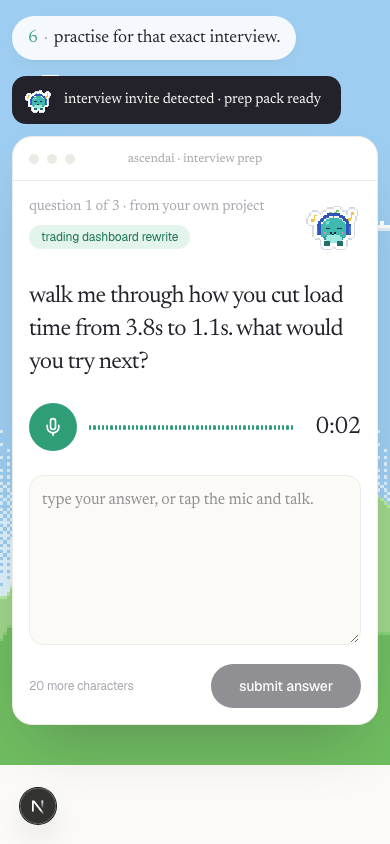 6 · practise for that exact interview.
interview invite detected · prep pack ready
ascendai · interview prep
question 1 of 3 · from your own project
trading dashboard rewrite
walk me through how you cut load
time from 3.8s to 1.1s. what would
you try next?
0:02
type your answer, or tap the mic and talk.
20 more characters
submit answer
N